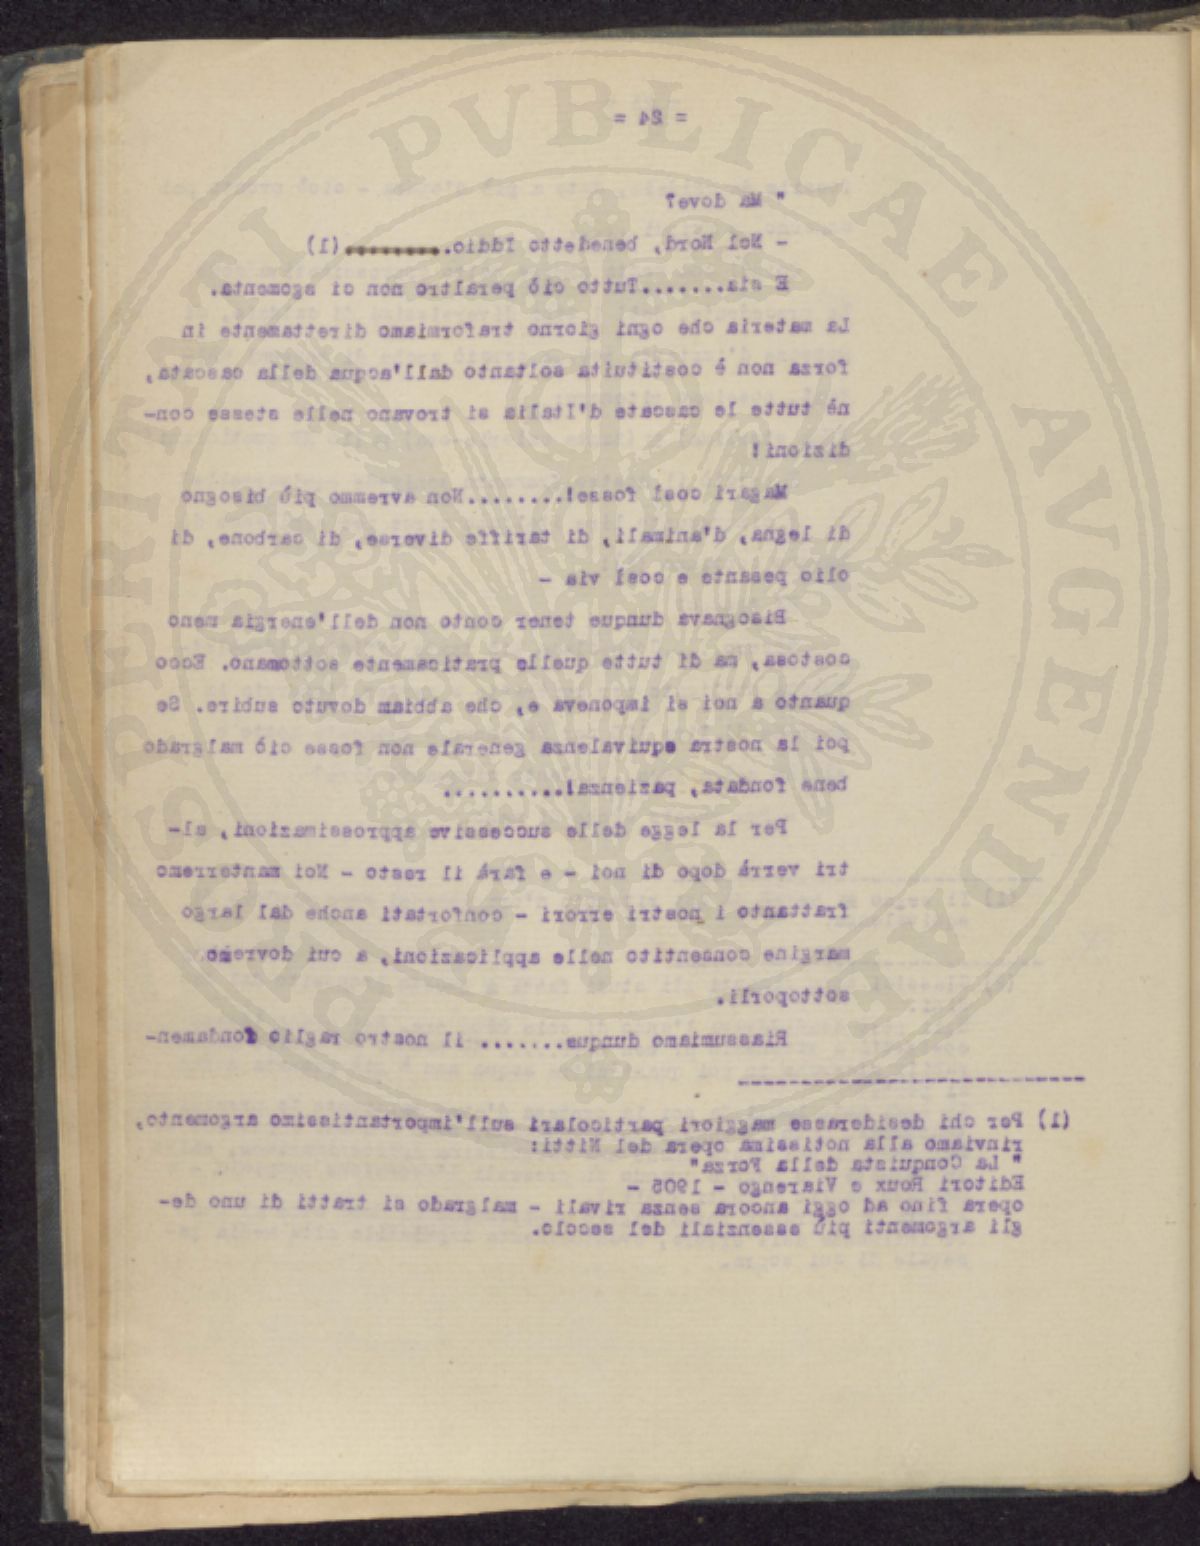 = 24 =
" Ma dove?
- Nel Nord, benedetto Iddio.........(1)
E sia........Tutto ciò peraltro non ci sgomenta.
La materia che ogni giorno traformiamo direttamente in
forza non è costituita soltanto dall'acqua della cascata,
nè tutte le cascate d'Italia si trovano nelle stesse con-
dizioni!
Magari così fosse!........Non avremmo più bisogno
di legna, d'animali, di tariffe diverse, di carbone, di
olio pesante e così via -
Bisognava dunque tener conto non dell'energia meno
costosa, ma di tutte quelle praticamente sottomano. Ecco
quanto a noi si imponeva e, che abbiam dovuto subire. Se
poi la nostra equivalenza generale non fosse ciò malgrado
bene fondata, pazienza!..........
Per la legge delle successive approssimazioni, al-
tri verrà dopo di noi - e farà il resto - Noi manterremo
frattanto i nostri errori - confortati anche dal largo
margine consentito nelle applicazioni, a cui dovremo
sottoporli.
Riassumiamo dunque....... il nostro raglio fondamen-
(1) Per chi desiderasse maggiori particolari sull'importantissimo argomento,
rinviamo alla notissima opera del Nitti:
" La Conquista della Forza"
Editori Roux e Viarengo - 1905 -
opera fino ad oggi ancora senza rivali - malgrado si tratti di uno de-
gli argomenti più essenziali del secolo.
PROSPERITATI PVBLICAE AVGENDAE